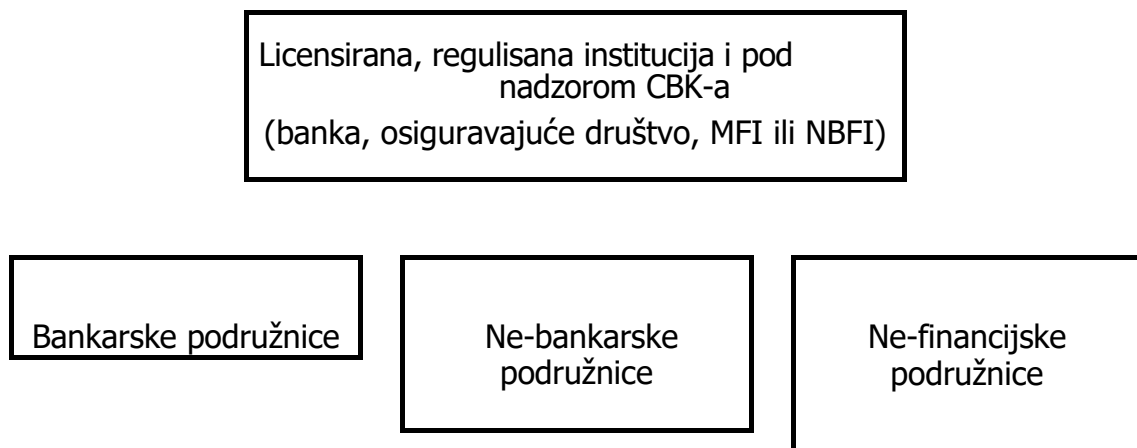 Licensirana, regulisana institucija i pod
nadzorom CBK-a
(banka, osiguravajuće društvo, MFI ili NBFI)
Bankarske podružnice
Ne-bankarske
podružnice
Ne-financijske
podružnice